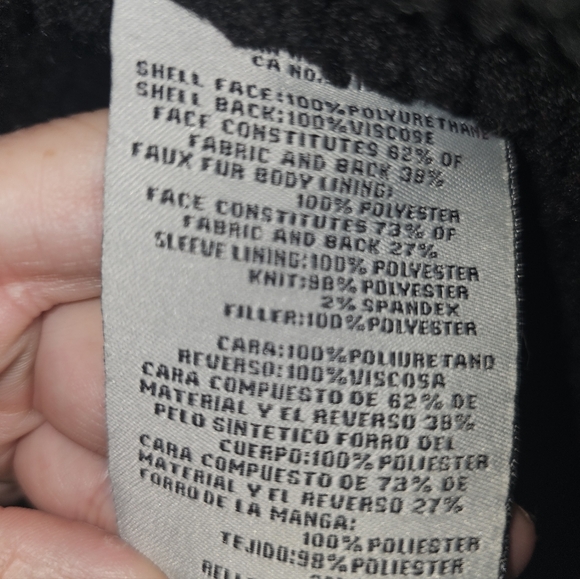 CA NO.
SHELL FACE:100%POLYURETHANE
SHELL BACK:100%VISCOSE
FACE CONSTITUTES 62% OF
FABRIC AND BACK 38%
FAUX FUR BODY LINING:
100% POLYESTER
FACE CONSTITUTES 73% OF
FABRIC AND BACK 27%
SLEEVE LINING:100% POLYESTER
KNIT:98% POLYESTER
2% SPANDEX
FILLER:100%POLYESTER
CARA:100%POLIURETANO
REVERSO:100%VISCOSA
CARA COMPUESTO DE 62% DE
MATERIAL Y EL REVERSO 38%
PELO SINTETICO FORRO DEL
CUERPO:100% POLIESTER
CARA COMPUESTO DE 73% DE
MATERIAL Y EL REVERSO 27%
FORRO DE LA MANGA:
100% POLIESTER
TEJIDO:98% POLIESTER